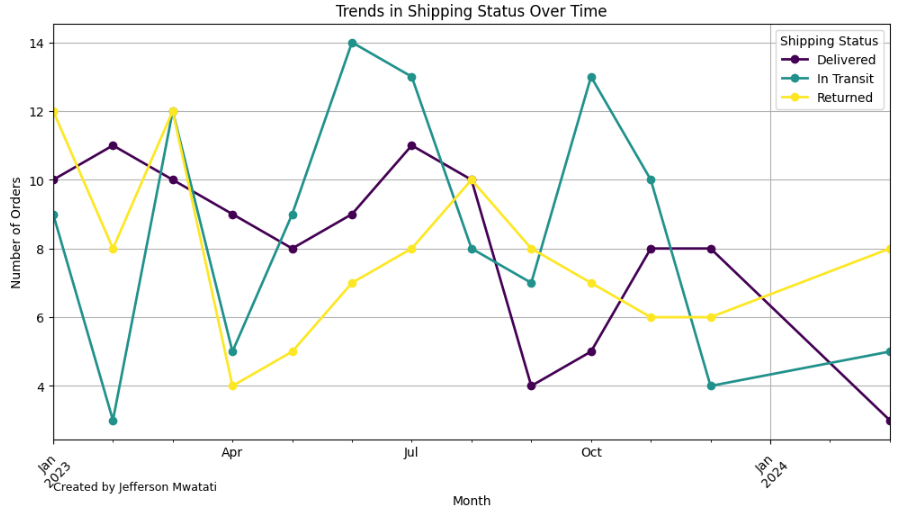 Trends in Shipping Status Over Time
Shipping Status
Delivered
In Transit
Returned
Number of Orders
14
12
10
8
6
4
Jan
2023
Apr
Jul
Oct
Jan
2024
Created by Jefferson Mwatati
Month